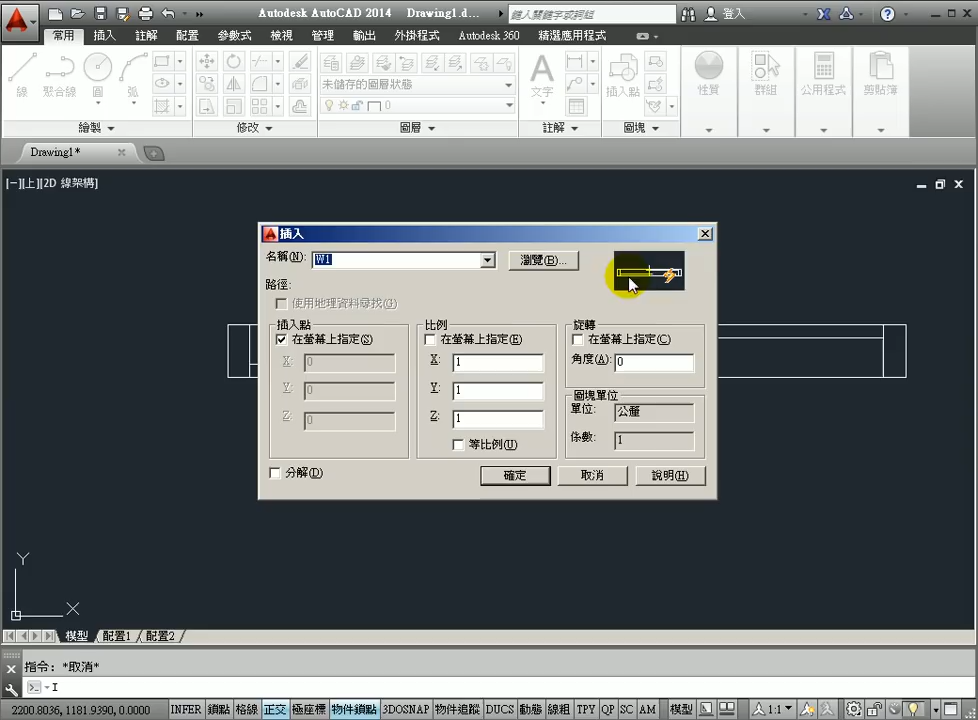 Autodesk AutoCAD 2014 Drawing1.d...
鍵入關鍵字或詞組
登入
常用 插入 註解 配置 參數式 檢視 管理 輸出 外掛程式 Autodesk 360 精選應用程式
線 聚合線 圓 弧
未儲存的圖層狀態
0
文字
插入點
性質
群組
公用程式
剪貼簿
繪製 修改 圖層 註解 圖塊
Drawing1*
[−][上][2D 線架構]
插入
名稱(N): W1 瀏覽(B)...
路徑:
使用地理資料尋找(G)
插入點
在螢幕上指定(S)
X: 0
Y: 0
Z: 0
比例
在螢幕上指定(E)
X: 1
Y: 1
Z: 1
等比例(U)
旋轉
在螢幕上指定(C)
角度(A): 0
圖塊單位
單位: 公釐
係數: 1
分解(D)
確定 取消 說明(H)
Y
X
模型 配置1 配置2
指令: *取消*
I
2200.8036, 1181.9390, 0.0000 INFER 鎖點 格線 正交 極座標 物件鎖點 3DOSNAP 物件追蹤 DUCS 動態 線粗 TPY QP SC AM 模型 1:1